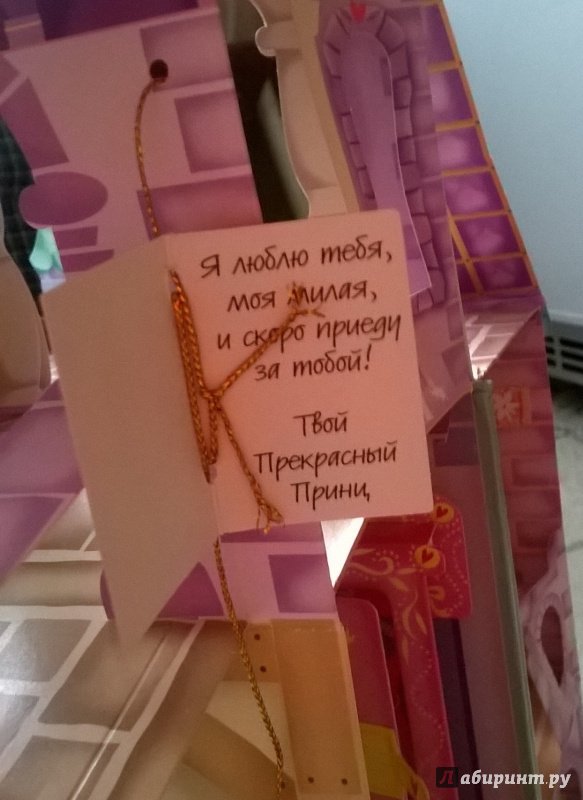 Я люблю тебя,
моя милая,
и скоро приеду
за тобой!
Твой
Прекрасный
Принц
Лабиринт.ру